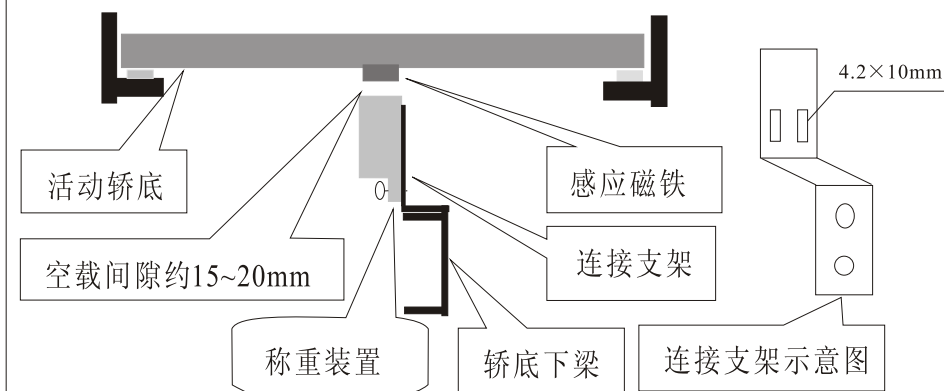 4.2×10mm
活动轿底
感应磁铁
空载间隙约15~20mm
连接支架
称重装置
轿底下梁
连接支架示意图